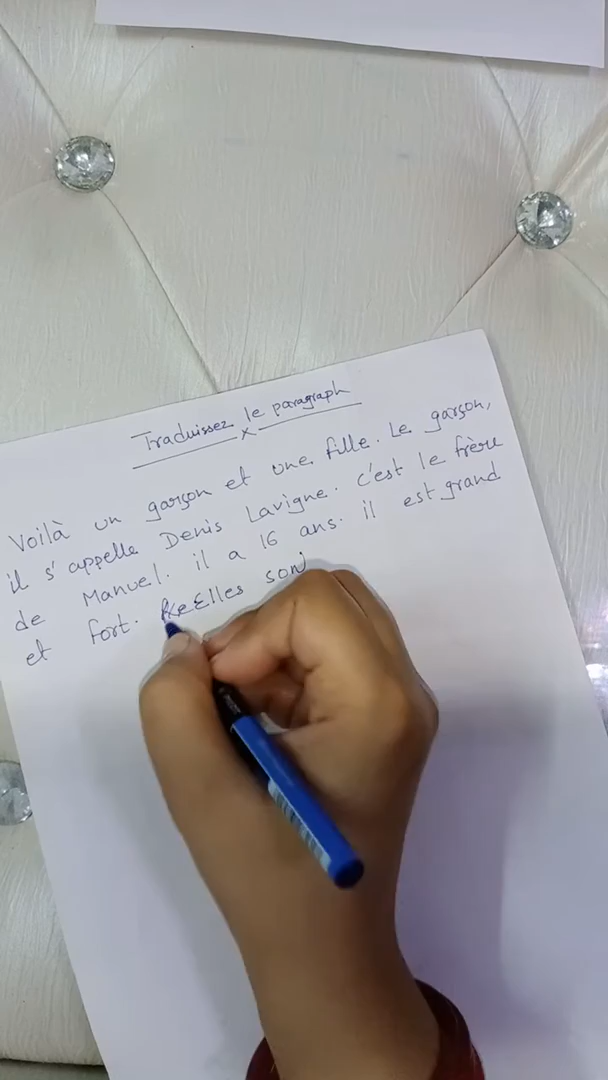 Traduissez le paragraph
Voilà un garçon et une fille. Le garçon,
il s'appelle Denis Lavigne. c'est le frère
de Manuel. il a 16 ans. il est grand
et fort. Elles son